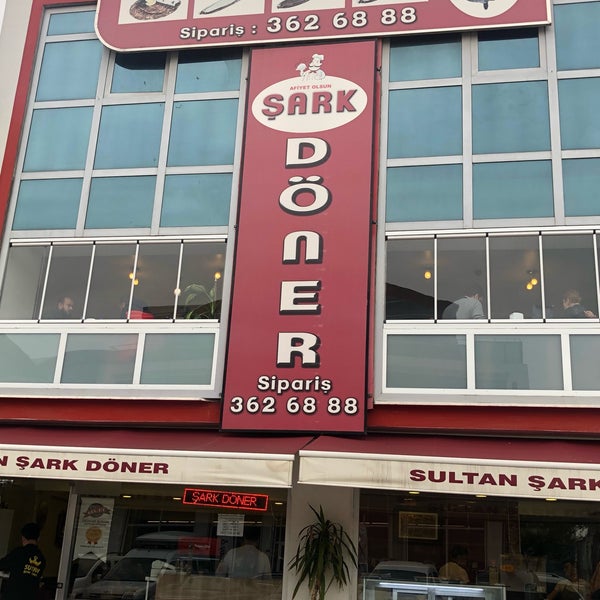 Sipariş : 362 68 88
AFİYET OLSUN
ŞARK
DÖNER
Sipariş
362 68 88
N ŞARK DÖNER
SULTAN ŞARK
ŞARK DÖNER